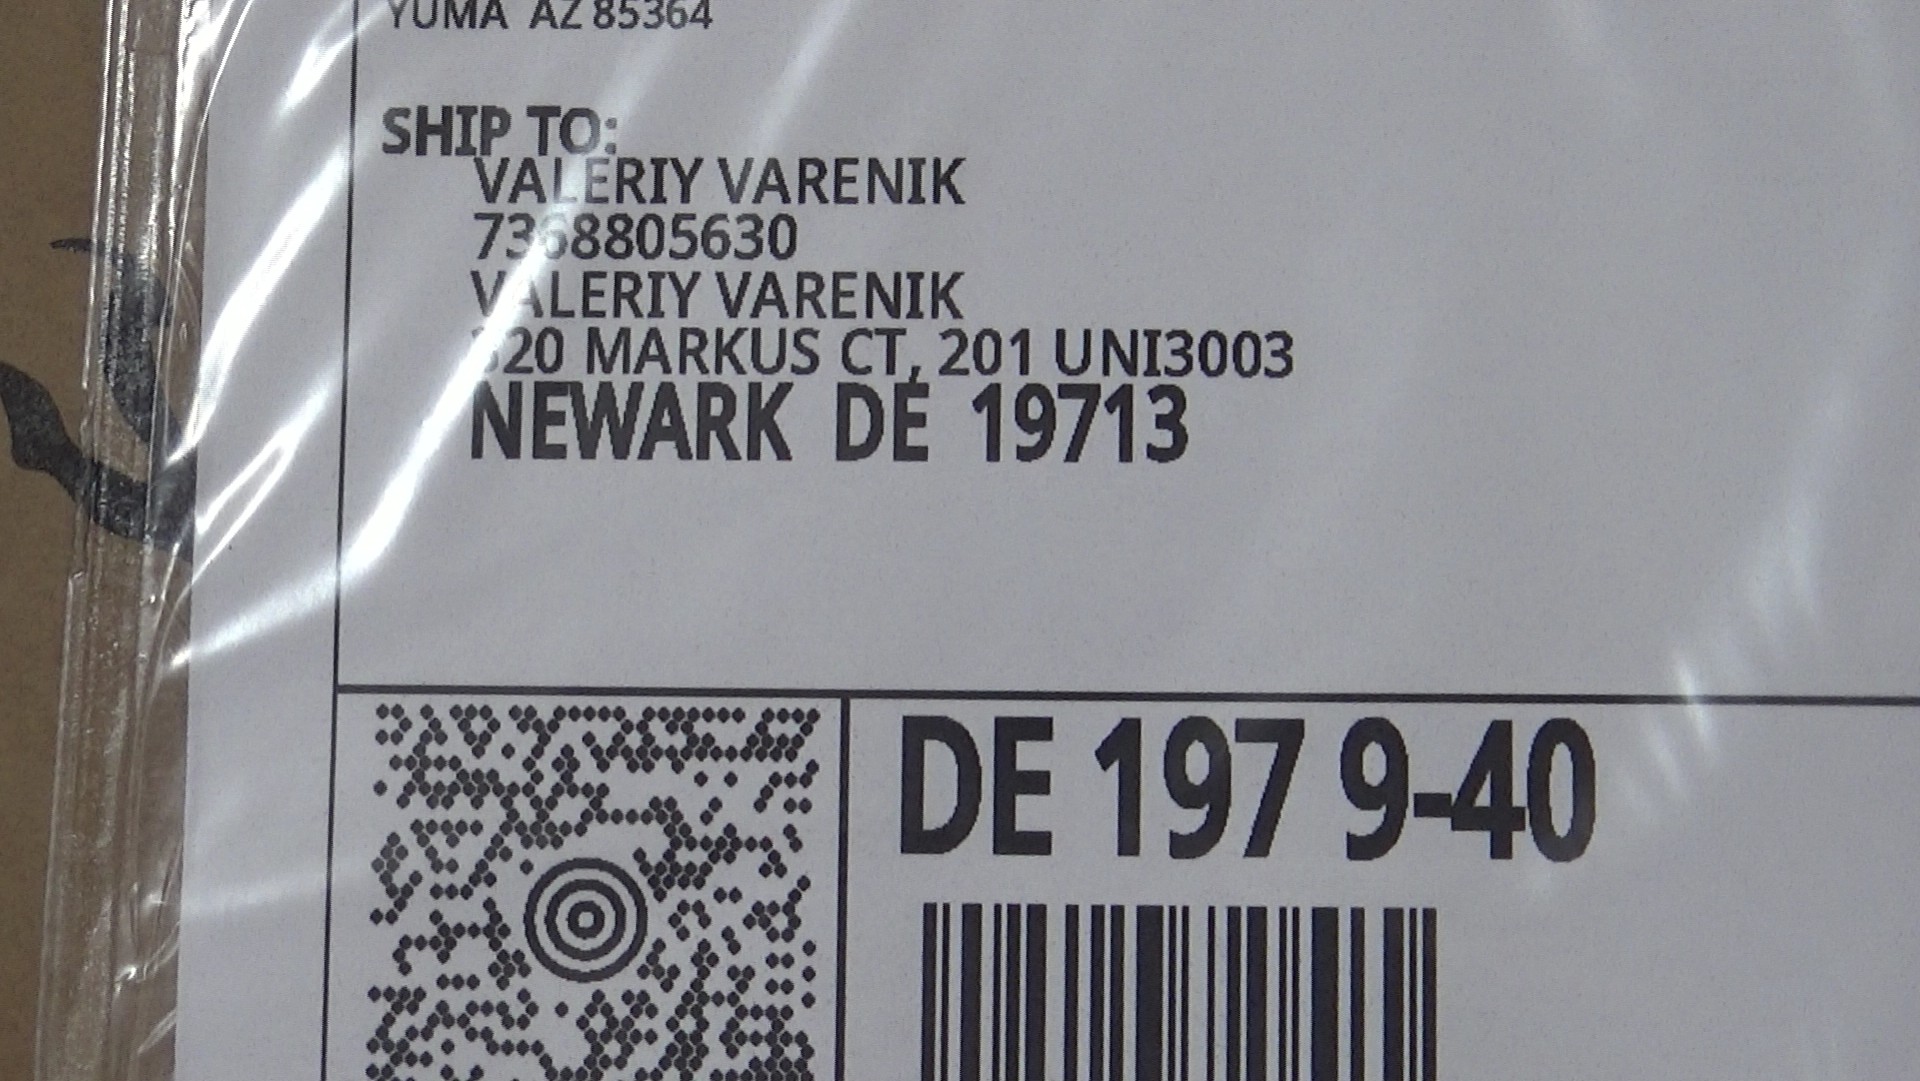 YUMA AZ 85364
SHIP TO:
VALERIY VARENIK
7368805630
VALERIY VARENIK
320 MARKUS CT, 201 UNI3003
NEWARK DE 19713
DE 197 9-40